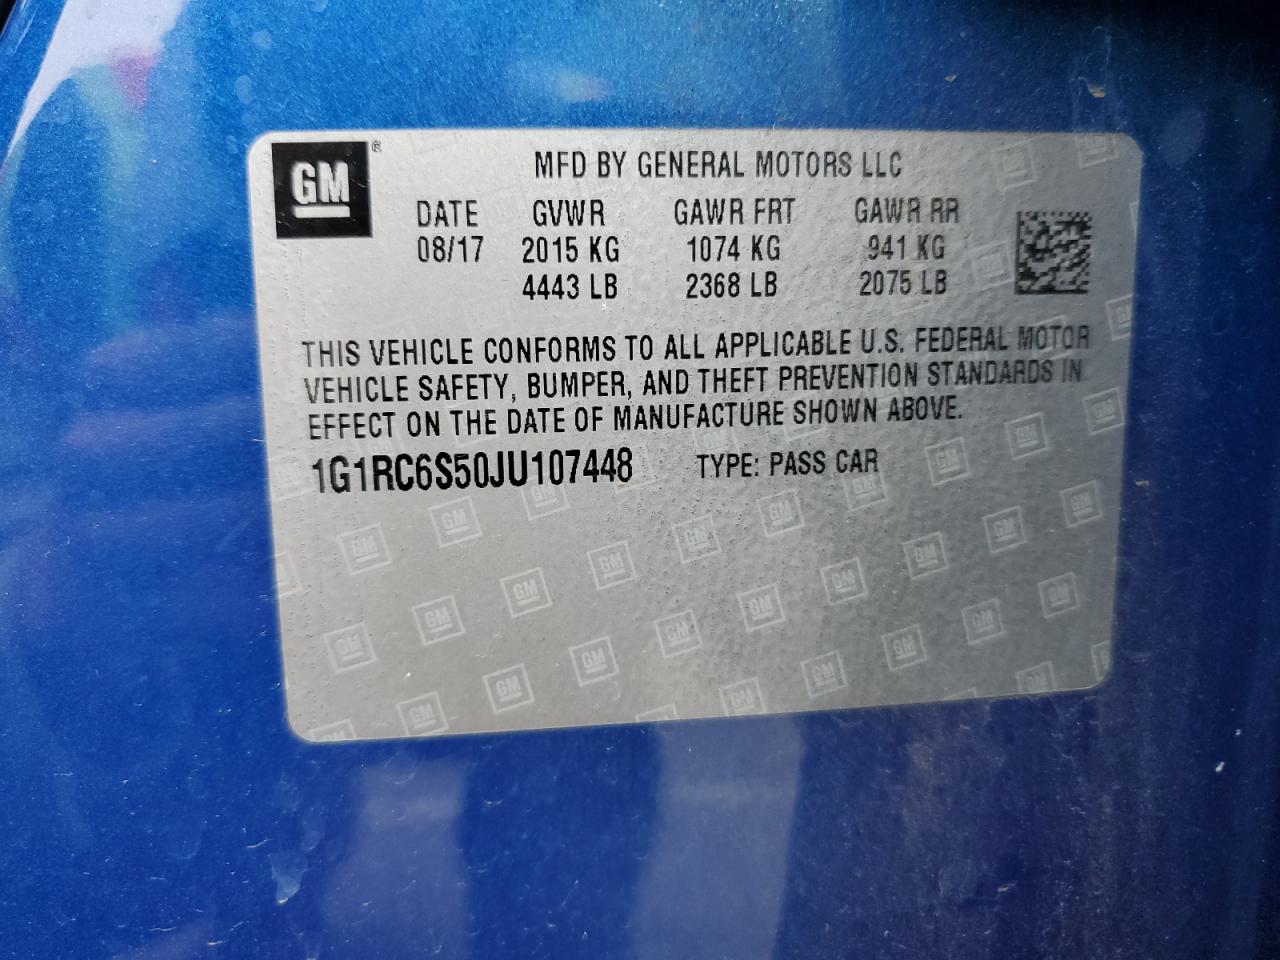 GM®
MFD BY GENERAL MOTORS LLC
DATE GVWR GAWR FRT GAWR RR
08/17 2015 KG 1074 KG 941 KG
4443 LB 2368 LB 2075 LB
THIS VEHICLE CONFORMS TO ALL APPLICABLE U.S. FEDERAL MOTOR
VEHICLE SAFETY, BUMPER, AND THEFT PREVENTION STANDARDS IN
EFFECT ON THE DATE OF MANUFACTURE SHOWN ABOVE.
1G1RC6S50JU107448 TYPE: PASS CAR